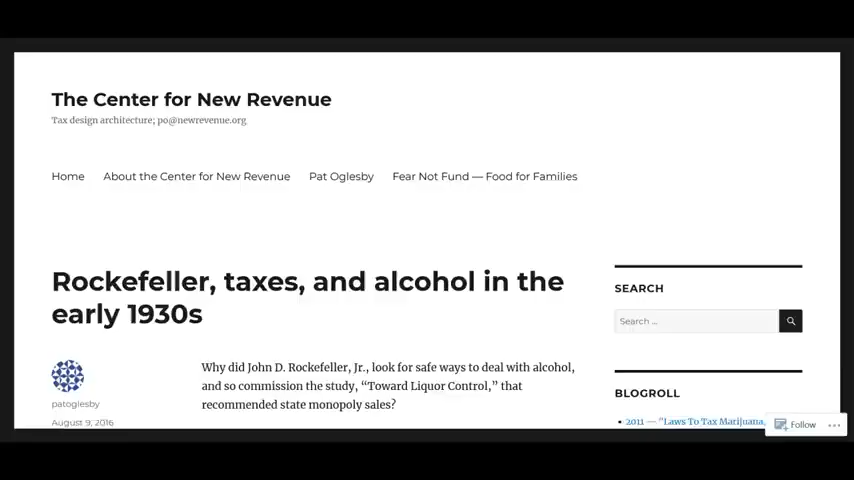 The Center for New Revenue
Tax design architecture; po@newrevenue.org
Home About the Center for New Revenue Pat Oglesby Fear Not Fund — Food for Families
Rockefeller, taxes, and alcohol in the
early 1930s
patoglesby
August 9, 2016
Why did John D. Rockefeller, Jr., look for safe ways to deal with alcohol,
and so commission the study, “Toward Liquor Control,” that
recommended state monopoly sales?
SEARCH
Search ...
BLOGROLL
2011 — "Laws To Tax Marijuana,
Follow